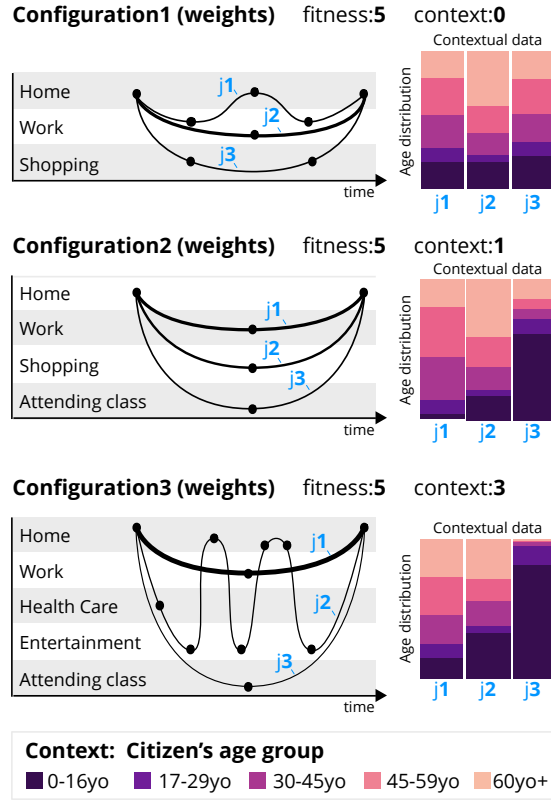 Configuration1 (weights) fitness:5 context:0
Contextual data
Home
Work
Shopping
j1
j2
j3
time
Age distribution
j1 j2 j3
Configuration2 (weights) fitness:5 context:1
Contextual data
Home
Work
Shopping
Attending class
j1
j2
j3
time
Age distribution
j1 j2 j3
Configuration3 (weights) fitness:5 context:3
Contextual data
Home
Work
Health Care
Entertainment
Attending class
j1
j2
j3
time
Age distribution
j1 j2 j3
Context: Citizen's age group
0-16yo 17-29yo 30-45yo 45-59yo 60yo+